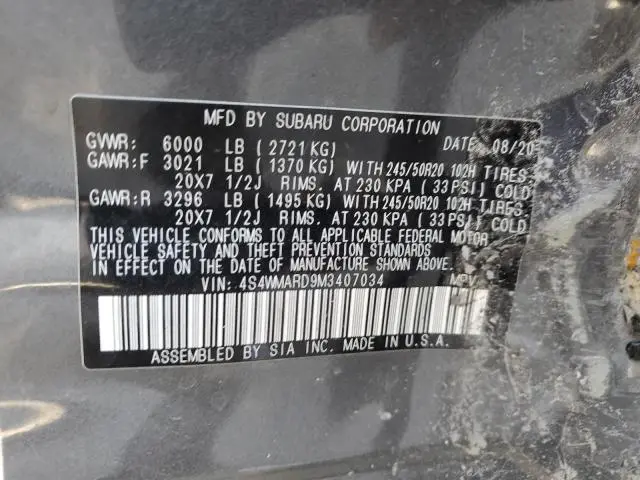 MFD BY SUBARU CORPORATION
GVWR: 6000 LB ( 2721 KG) DATE 08/20
GAWR:F 3021 LB ( 1370 KG) WITH 245/50R20 102H TIRES,
20X7 1/2J RIMS. AT 230 KPA ( 33 PSI) COLD
GAWR:R 3296 LB ( 1495 KG) WITH 245/50R20 102H TIRES,
20X7 1/2J RIMS. AT 230 KPA ( 33 PSI) COLD
THIS VEHICLE CONFORMS TO ALL APPLICABLE FEDERAL MOTOR
VEHICLE SAFETY AND THEFT PREVENTION STANDARDS
IN EFFECT ON THE DATE OF MANUFACTURE SHOWN ABOVE.
VIN: 4S4WMARD9M3407034 MPV
ASSEMBLED BY SIA INC. MADE IN U.S.A.